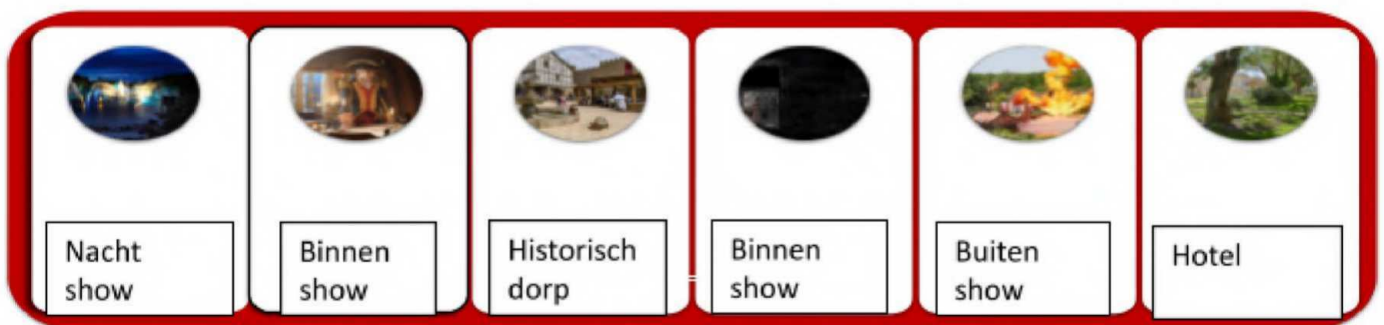 Nacht
show
Binnen
show
Historisch
dorp
Binnen
show
Buiten
show
Hotel